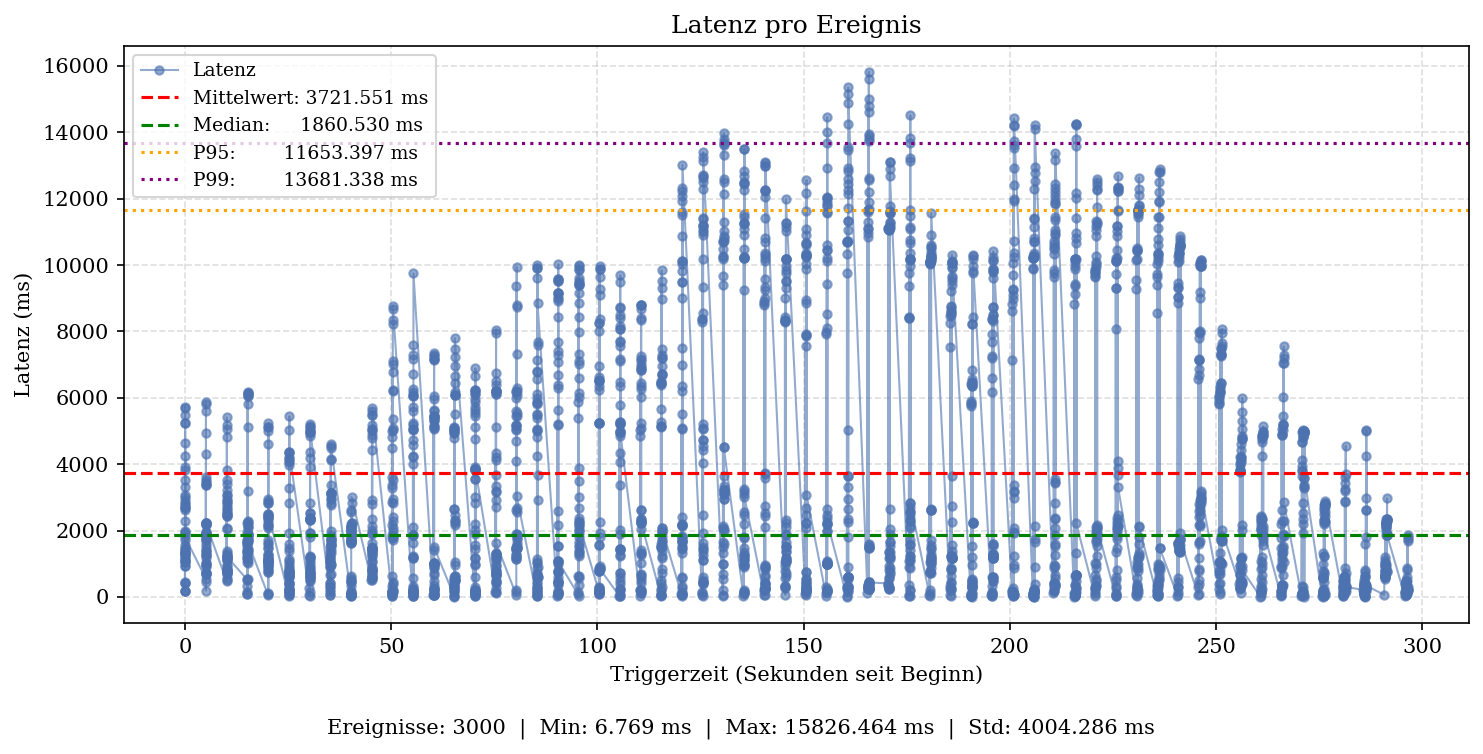 Latenz pro Ereignis
Latenz (ms)
16000
14000
12000
10000
8000
6000
4000
2000
0
Latenz
Mittelwert: 3721.551 ms
Median: 1860.530 ms
P95: 11653.397 ms
P99: 13681.338 ms
0 50 100 150 200 250 300
Triggerzeit (Sekunden seit Beginn)
Ereignisse: 3000 | Min: 6.769 ms | Max: 15826.464 ms | Std: 4004.286 ms